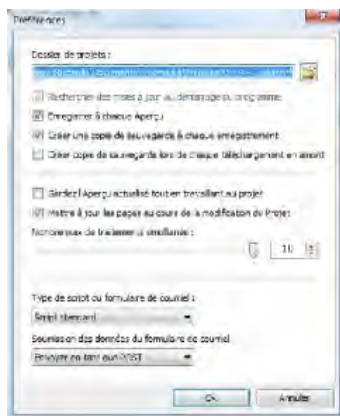 Préférences
Dossier de projets :
Rechercher des mises à jour au démarrage du programme
Enregistrer à chaque Aperçu
Créer une copie de sauvegarde à chaque enregistrement
Créer copie de sauvegarde lors de chaque téléchargement en amont
Gardez l'Aperçu actualisé tout en travaillant au projet
Mettre à jour les pages au cours de la modification du Projet
Nombre max de traitements simultanés :
10
Type de script du formulaire de courriel :
Script standard
Soumission des données du formulaire de courriel
Envoyer en tant que POST
Ok
Annuler